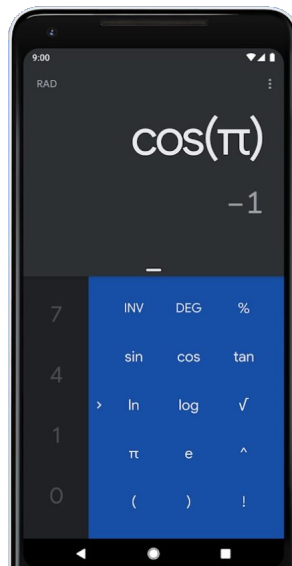 9:00
RAD
cos(π)
−1
7 INV DEG %
4 sin cos tan
ln log √
1 π e ^
0 ( ) !